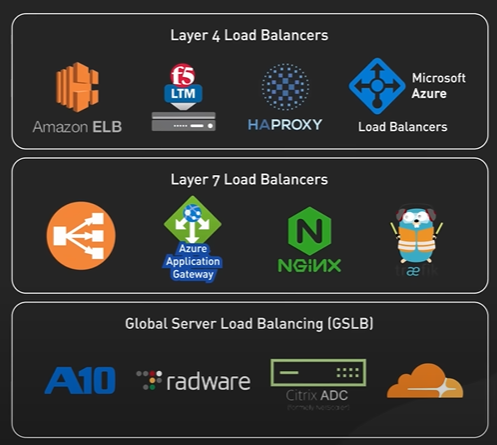 Layer 4 Load Balancers
Amazon ELB
f5
LTM
HAPROXY
Microsoft
Azure
Load Balancers
Layer 7 Load Balancers
Azure
Application
Gateway
NGINX
æ
Global Server Load Balancing (GSLB)
A10
radware
Citrix ADC